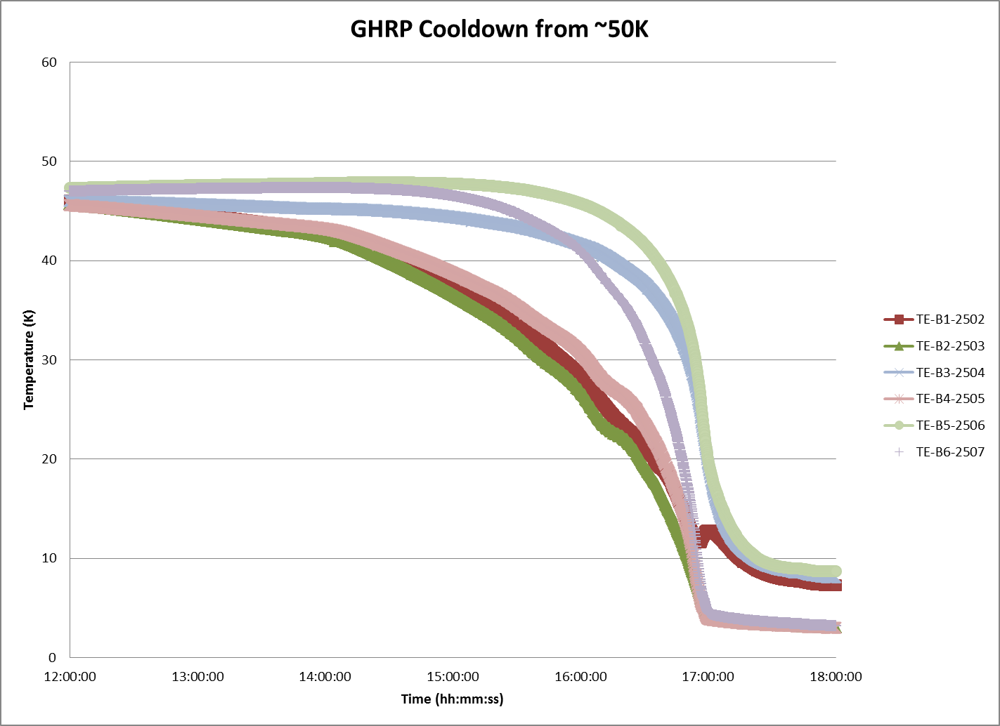 GHRP Cooldown from ~50K
60
50
40
30
20
10
0
Temperature (K)
12:00:00 13:00:00 14:00:00 15:00:00 16:00:00 17:00:00 18:00:00
Time (hh:mm:ss)
TE-B1-2502
TE-B2-2503
TE-B3-2504
TE-B4-2505
TE-B5-2506
TE-B6-2507